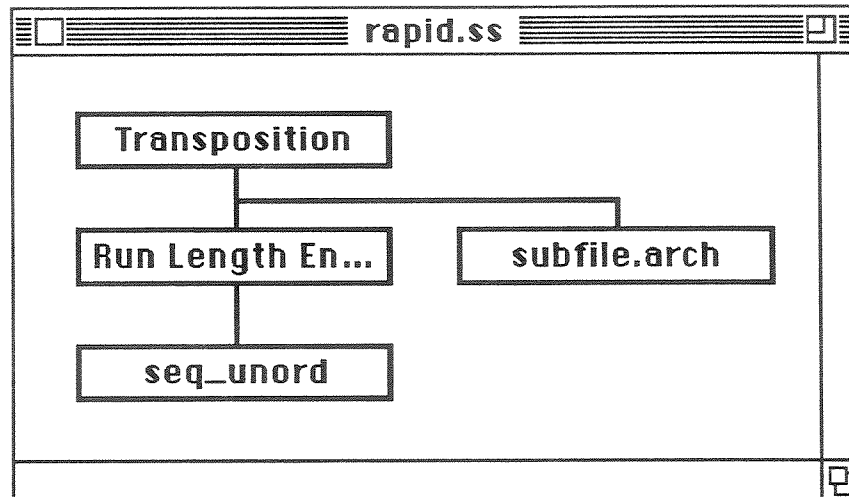 rapid.ss
Transposition
Run Length En...
subfile.arch
seq_unord